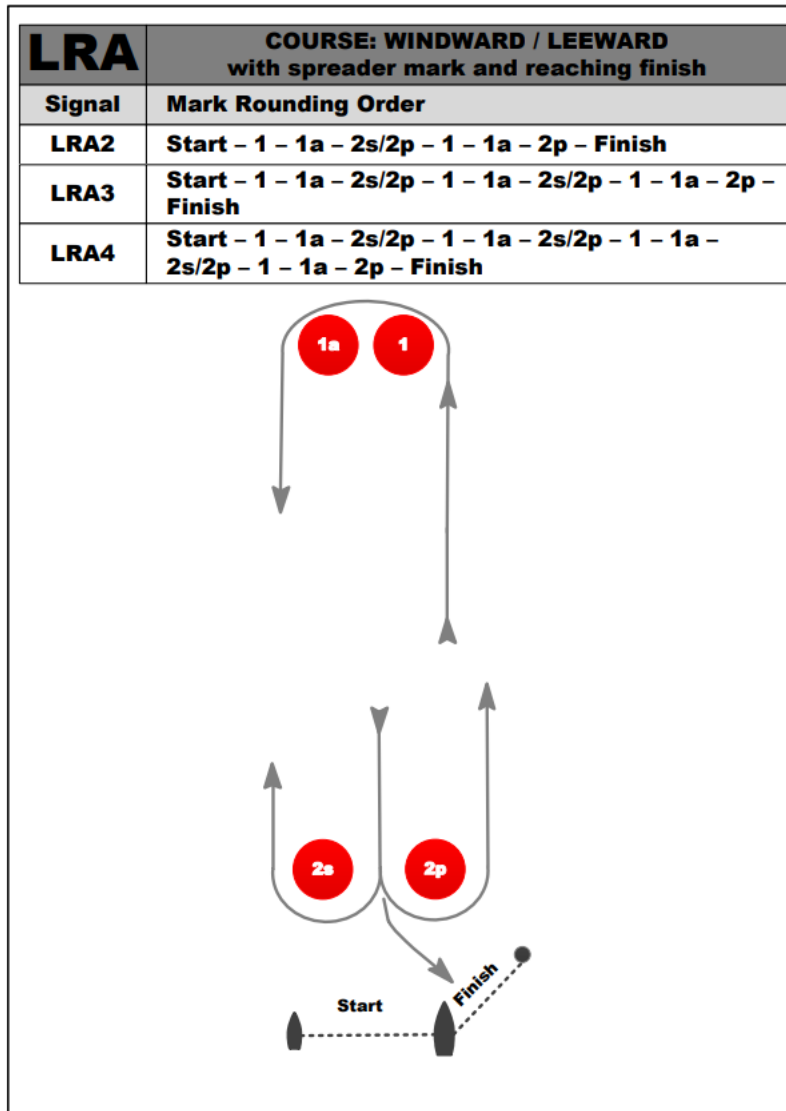 LRA
COURSE: WINDWARD / LEEWARD
with spreader mark and reaching finish
Signal Mark Rounding Order
LRA2 Start – 1 – 1a – 2s/2p – 1 – 1a – 2p – Finish
LRA3 Start – 1 – 1a – 2s/2p – 1 – 1a – 2s/2p – 1 – 1a – 2p –
Finish
LRA4 Start – 1 – 1a – 2s/2p – 1 – 1a – 2s/2p – 1 – 1a –
2s/2p – 1 – 1a – 2p – Finish
1a 1
2s 2p
Start Finish